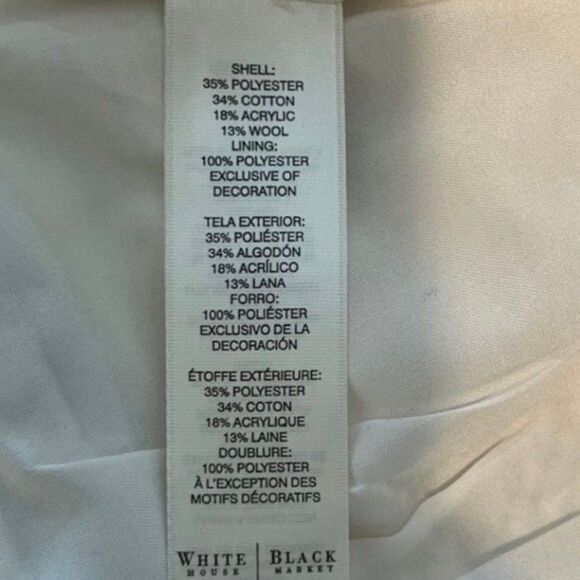 SHELL:
35% POLYESTER
34% COTTON
18% ACRYLIC
13% WOOL
LINING:
100% POLYESTER
EXCLUSIVE OF
DECORATION
TELA EXTERIOR:
35% POLIÉSTER
34% ALGODÓN
18% ACRÍLICO
13% LANA
FORRO:
100% POLIÉSTER
EXCLUSIVO DE LA
DECORACIÓN
ÉTOFFE EXTÉRIEURE:
35% POLYESTER
34% COTON
18% ACRYLIQUE
13% LAINE
DOUBLURE:
100% POLYESTER
À L'EXCEPTION DES
MOTIFS DÉCORATIFS
WHITE | BLACK
HOUSE | MARKET